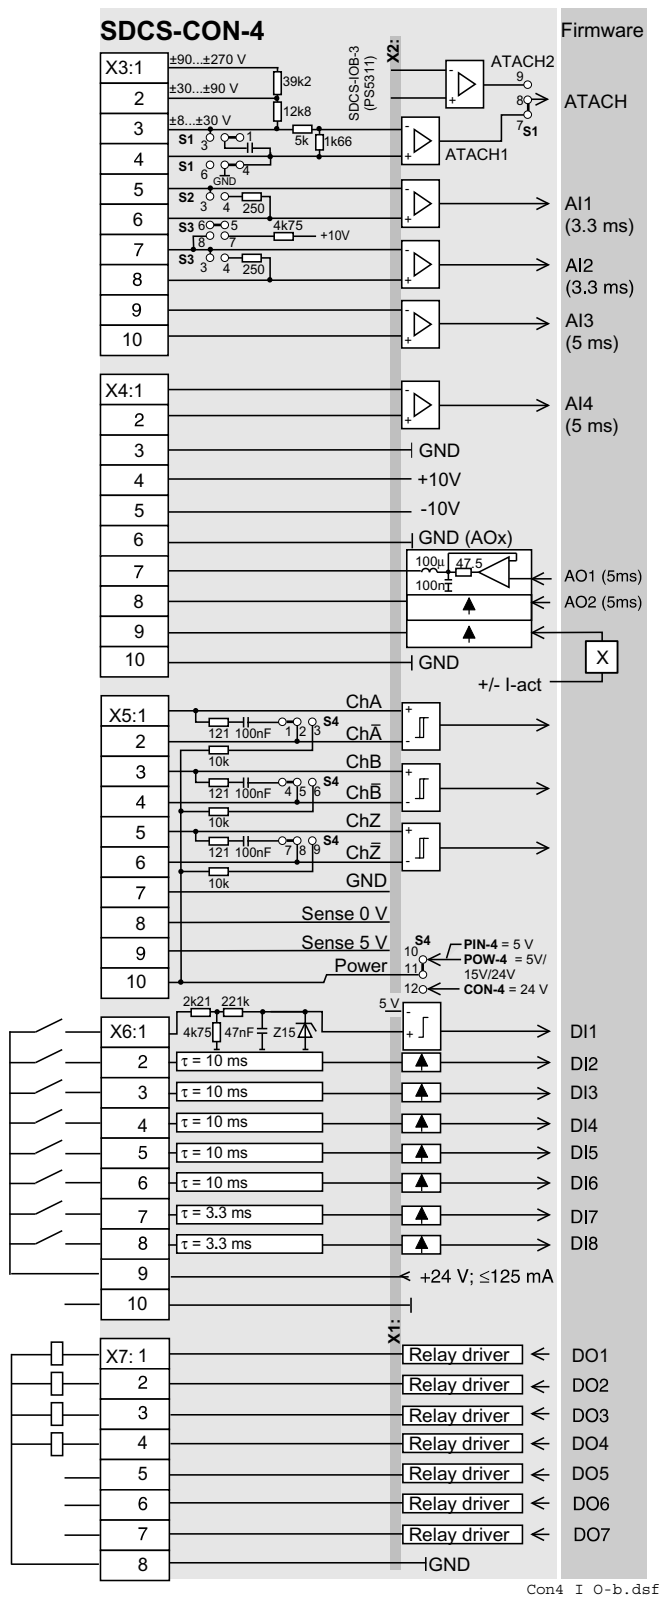 SDCS-CON-4
Firmware
X3:1
±90...±270 V
39k2
SDCS-IOB-3
(PS5311)
X2:
-
+
ATACH2
9
2
±30...±90 V
12k8
8
ATACH
7
S1
3
±8...±30 V
S1
3
1
5k
1k66
-
+
ATACH1
4
S1
6
4
GND
5
S2
3
4
250
-
+
AI1
(3.3 ms)
6
S3
6
5
4k75
+10V
8
7
7
S3
3
4
250
-
+
AI2
(3.3 ms)
8
9
-
+
AI3
(5 ms)
10
X4:1
-
+
AI4
(5 ms)
2
3
GND
4
+10V
5
-10V
6
GND (AOx)
7
100µ
47.5
100n
AO1 (5ms)
8
AO2 (5ms)
9
X
10
GND
+/- I-act
X5:1
ChA
+
-
121
100nF
1
2
3
S4
2
ChA̅
10k
3
ChB
+
-
121
100nF
4
5
6
S4
4
ChB̅
10k
5
ChZ
+
-
121
100nF
7
8
9
S4
6
ChZ̅
10k
7
GND
8
Sense 0 V
9
Sense 5 V
10
Power
S4
10
11
12
PIN-4 = 5 V
POW-4 = 5V/
15V/24V
CON-4 = 24 V
2k21
221k
5 V
-
+
X6:1
4k75
47nF
Z15
DI1
2
τ = 10 ms
DI2
3
τ = 10 ms
DI3
4
τ = 10 ms
DI4
5
τ = 10 ms
DI5
6
τ = 10 ms
DI6
7
τ = 3.3 ms
DI7
8
τ = 3.3 ms
DI8
9
+24 V; ≤125 mA
10
X1:
X7: 1
Relay driver
DO1
2
Relay driver
DO2
3
Relay driver
DO3
4
Relay driver
DO4
5
Relay driver
DO5
6
Relay driver
DO6
7
Relay driver
DO7
8
GND
Con4 I O-b.dsf